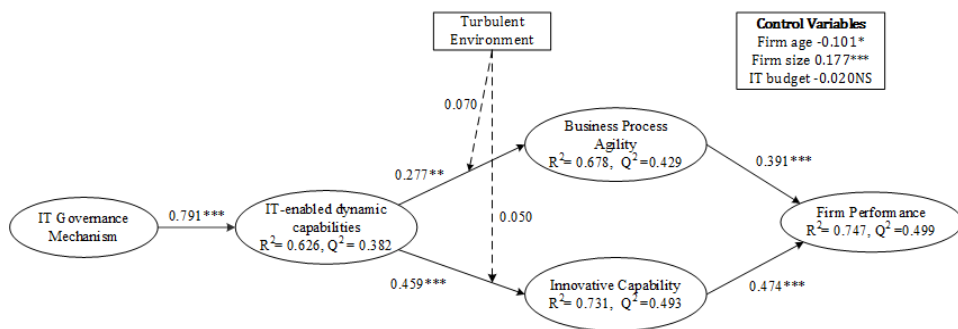 Turbulent
Environment
Control Variables
Firm age -0.101*
Firm size 0.177***
IT budget -0.020NS
0.070
Business Process
Agility
R²= 0.678, Q²=0.429
0.277**
0.391***
IT Governance
Mechanism
0.791***
IT-enabled dynamic
capabilities
R²= 0.626, Q²= 0.382
0.050
Firm Performance
R²= 0.747, Q²=0.499
0.459***
Innovative Capability
R²= 0.731, Q²=0.493
0.474***